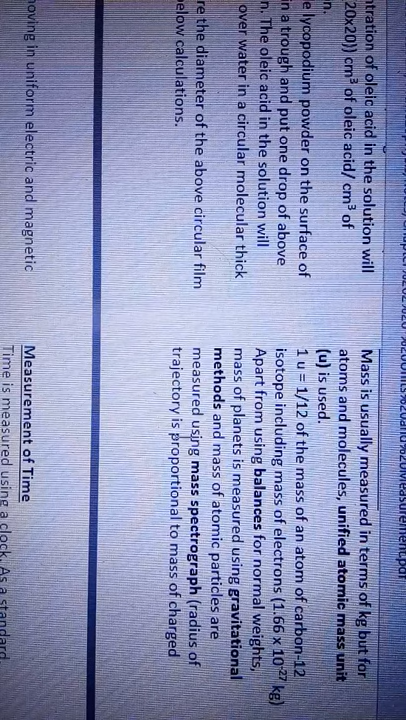 ntration of oleic acid in the solution will
20x20)) cm³ of oleic acid/ cm³ of
n.
e lycopodium powder on the surface of
in a trough and put one drop of above
n. The oleic acid in the solution will
over water in a circular molecular thick
re the diameter of the above circular film
elow calculations.
oving in uniform electric and magnetic
Mass is usually measured in terms of kg but for
atoms and molecules, unified atomic mass unit
(u) is used.
1 u = 1/12 of the mass of an atom of carbon-12
isotope including mass of electrons (1.66 x 10⁻²⁷ kg)
Apart from using balances for normal weights,
mass of planets is measured using gravitational
methods and mass of atomic particles are
measured using mass spectrograph (radius of
trajectory is proportional to mass of charged
Measurement of Time
Time is measured using a clock. As a standard